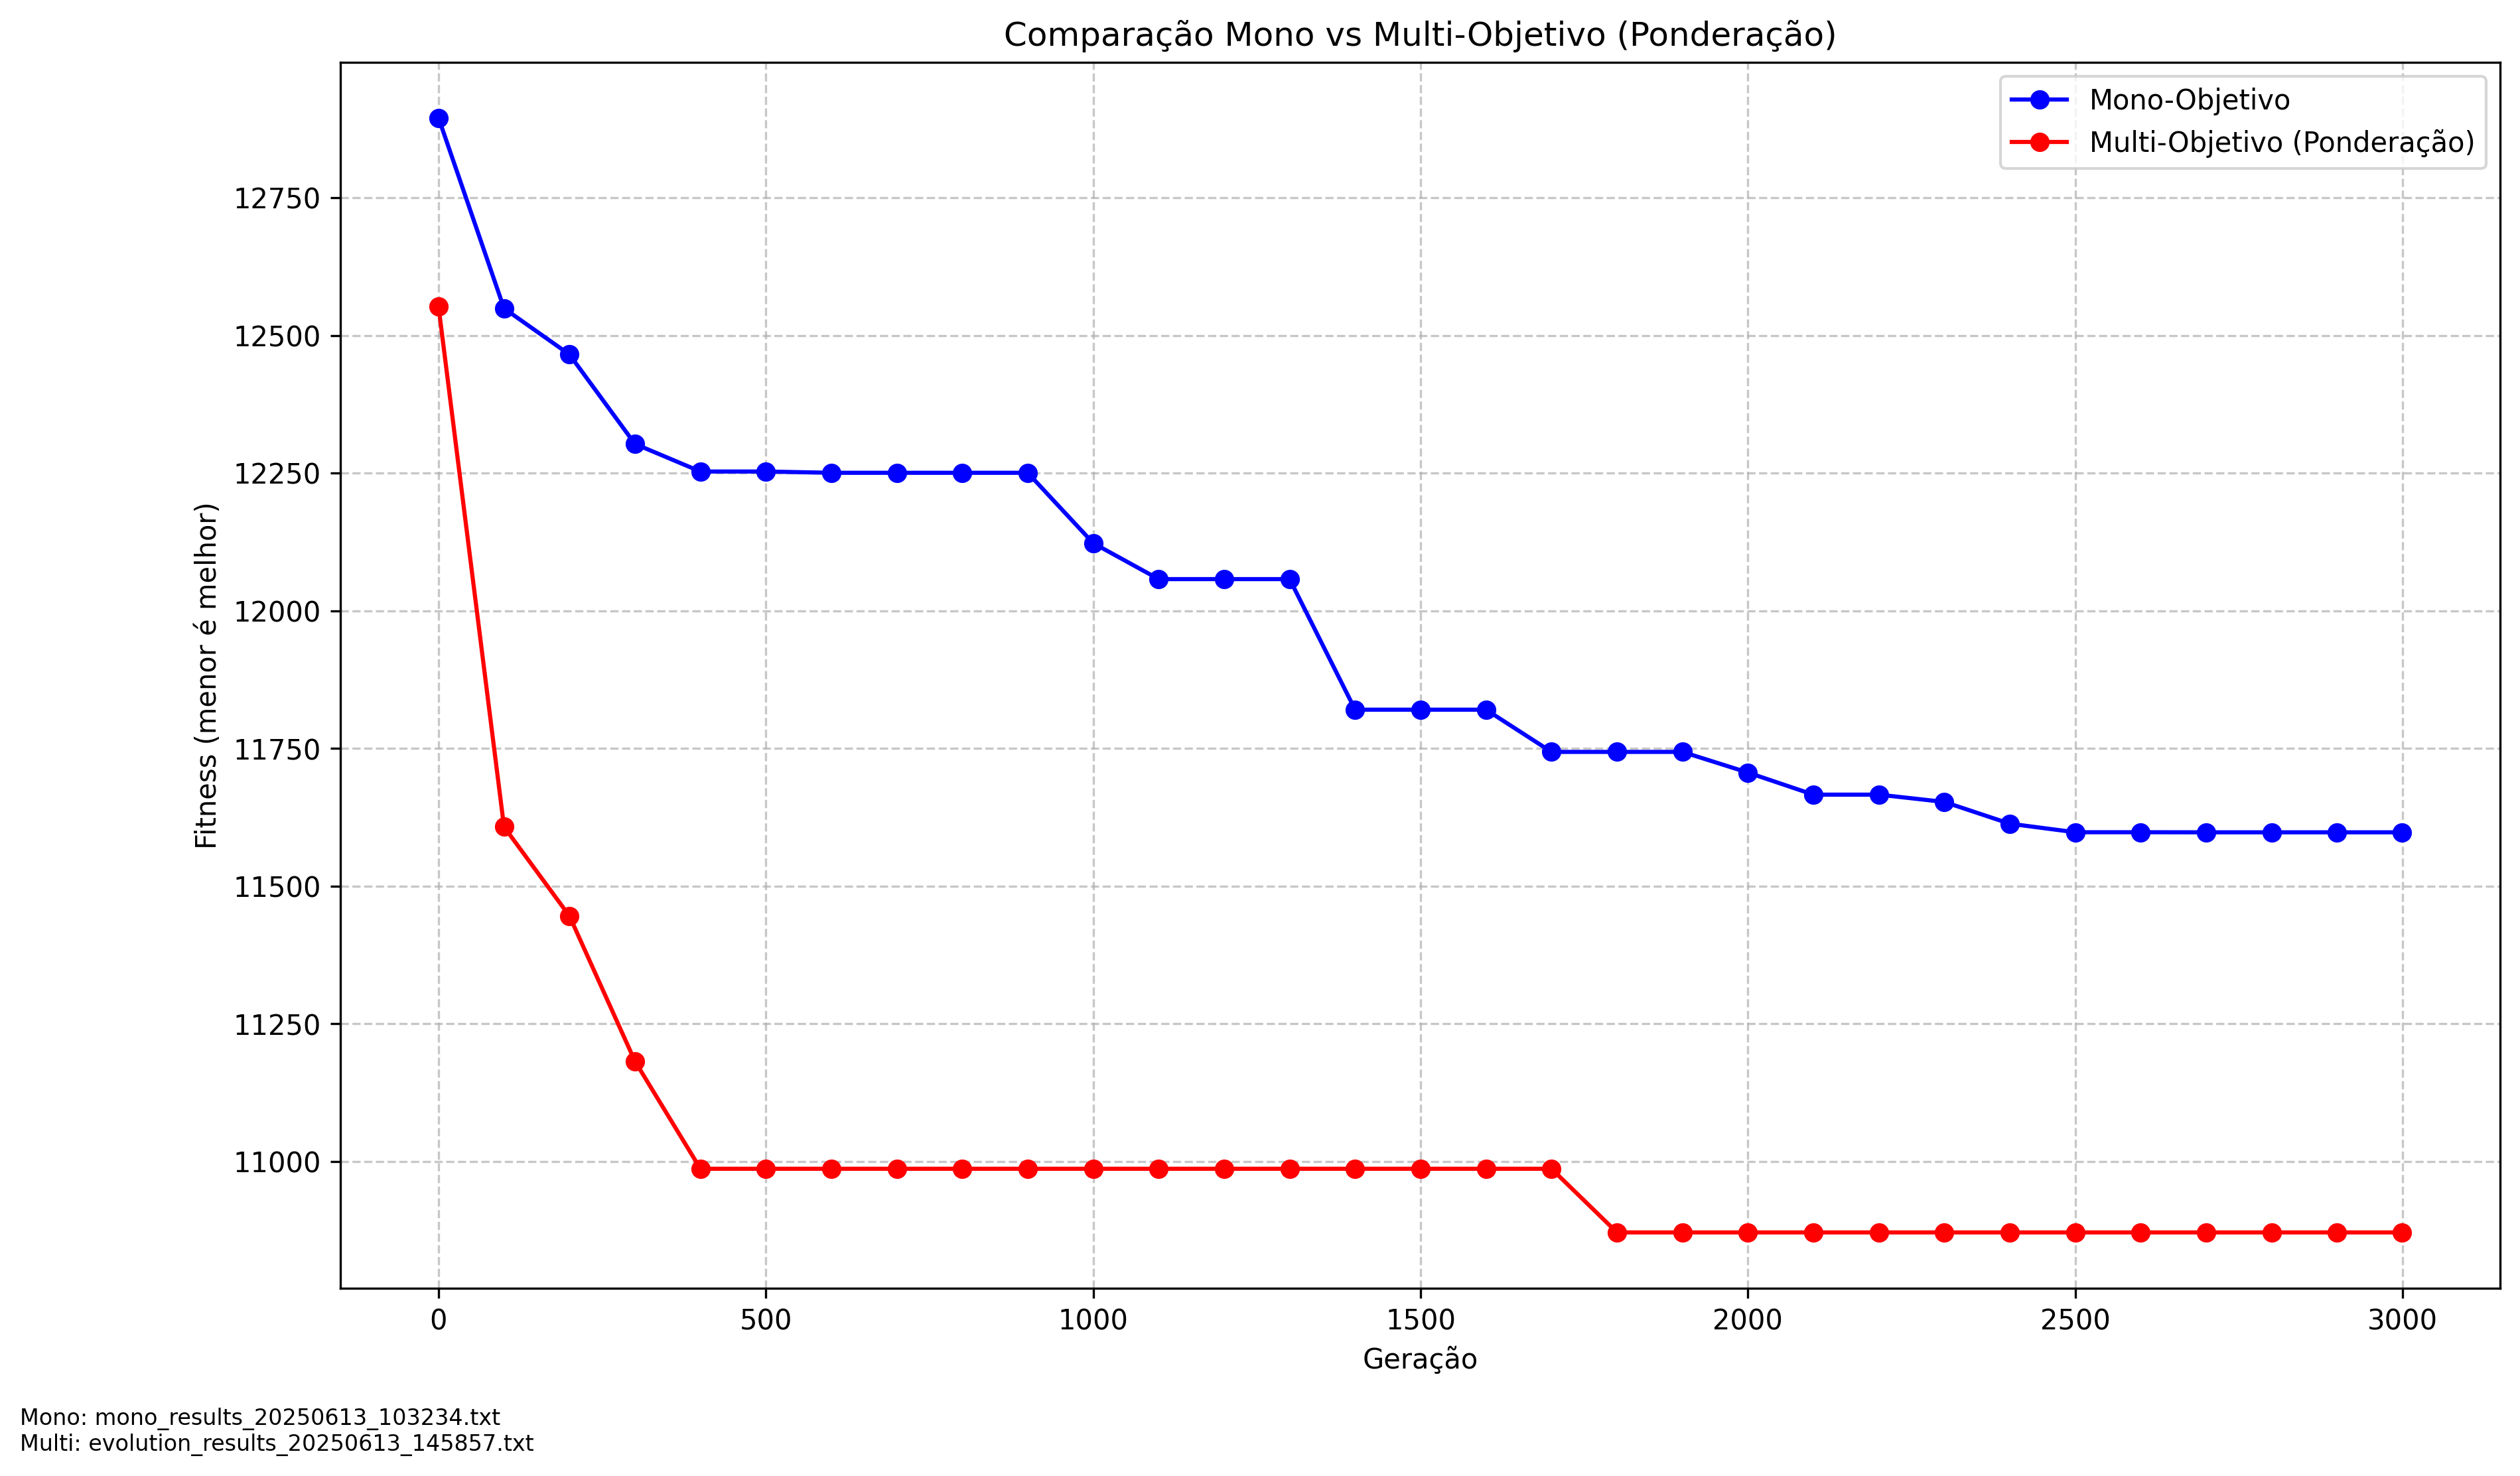 Comparação Mono vs Multi-Objetivo (Ponderação)
Mono-Objetivo
Multi-Objetivo (Ponderação)
Fitness (menor é melhor)
12750
12500
12250
12000
11750
11500
11250
11000
0 500 1000 1500 2000 2500 3000
Geração
Mono: mono_results_20250613_103234.txt
Multi: evolution_results_20250613_145857.txt